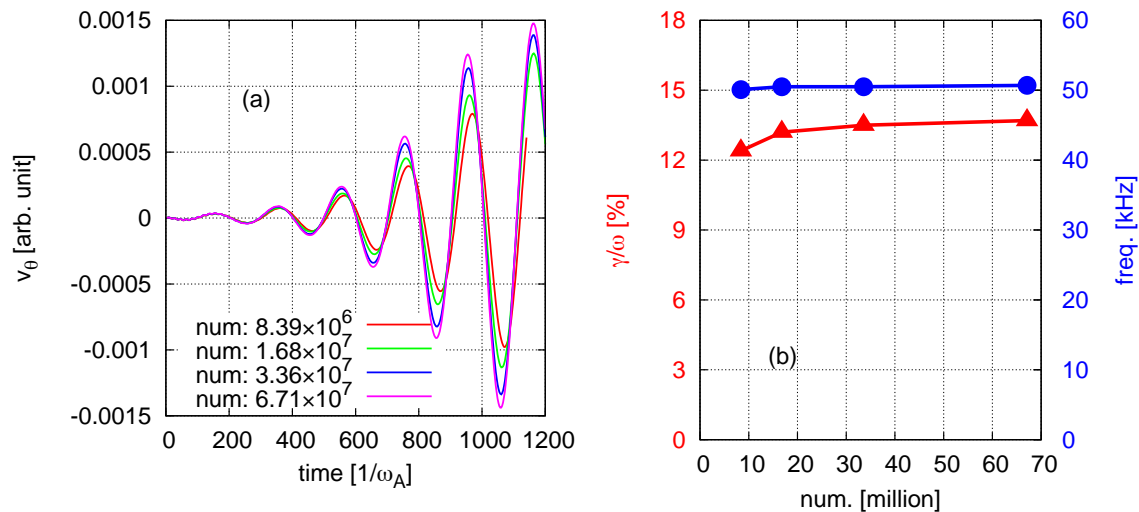 0.0015
0.001
0.0005
0
-0.0005
-0.001
-0.0015
v_θ [arb. unit]
(a)
num: 8.39×10^6
num: 1.68×10^7
num: 3.36×10^7
num: 6.71×10^7
0 200 400 600 800 1000 1200
time [1/ω_A]
18
15
12
9
6
3
0
γ/ω [%]
(b)
60
50
40
30
20
10
0
freq. [kHz]
0 10 20 30 40 50 60 70
num. [million]